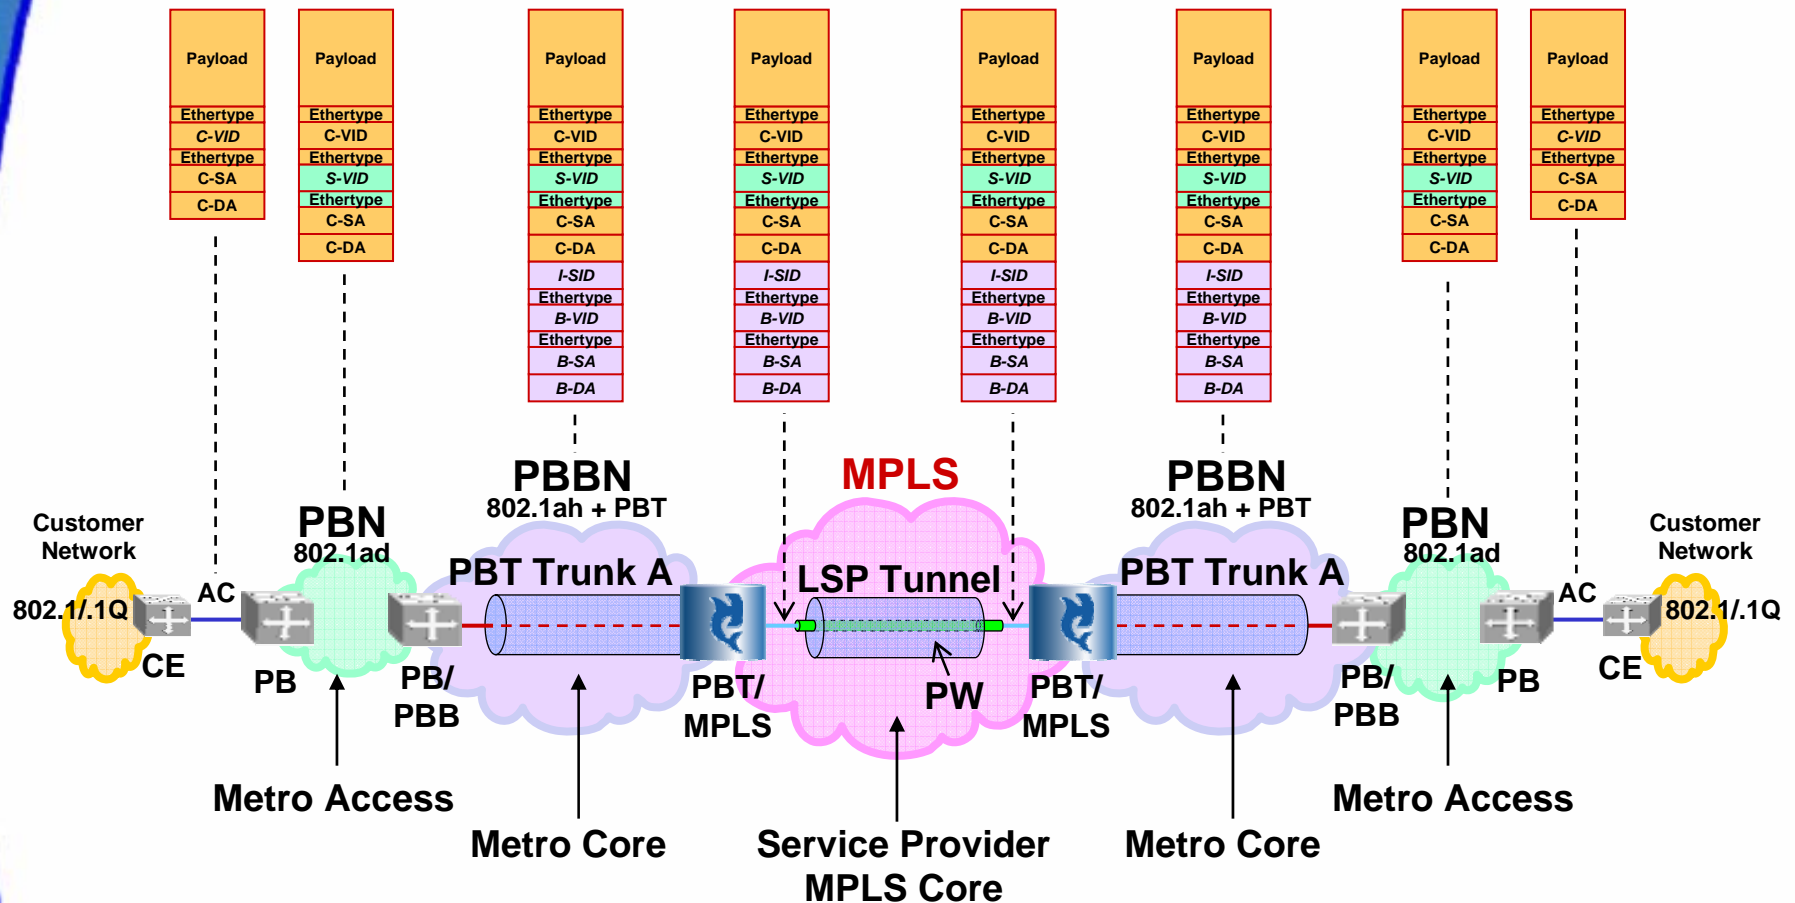 Payload
Ethertype
C-VID
Ethertype
C-SA
C-DA
Payload
Ethertype
C-VID
Ethertype
S-VID
Ethertype
C-SA
C-DA
Payload
Ethertype
C-VID
Ethertype
S-VID
Ethertype
C-SA
C-DA
I-SID
Ethertype
B-VID
Ethertype
B-SA
B-DA
Payload
Ethertype
C-VID
Ethertype
S-VID
Ethertype
C-SA
C-DA
I-SID
Ethertype
B-VID
Ethertype
B-SA
B-DA
Payload
Ethertype
C-VID
Ethertype
S-VID
Ethertype
C-SA
C-DA
I-SID
Ethertype
B-VID
Ethertype
B-SA
B-DA
Payload
Ethertype
C-VID
Ethertype
S-VID
Ethertype
C-SA
C-DA
I-SID
Ethertype
B-VID
Ethertype
B-SA
B-DA
Payload
Ethertype
C-VID
Ethertype
S-VID
Ethertype
C-SA
C-DA
Payload
Ethertype
C-VID
Ethertype
C-SA
C-DA
Customer
Network
802.1/.1Q
CE
AC
PB
PBN
802.1ad
PB/
PBB
PBBN
802.1ah + PBT
PBT Trunk A
PBT/
MPLS
MPLS
LSP Tunnel
PW
PBT/
MPLS
PBBN
802.1ah + PBT
PBT Trunk A
PB/
PBB
PBN
802.1ad
PB
AC
CE
Customer
Network
802.1/.1Q
Metro Access
Metro Core
Service Provider
MPLS Core
Metro Core
Metro Access